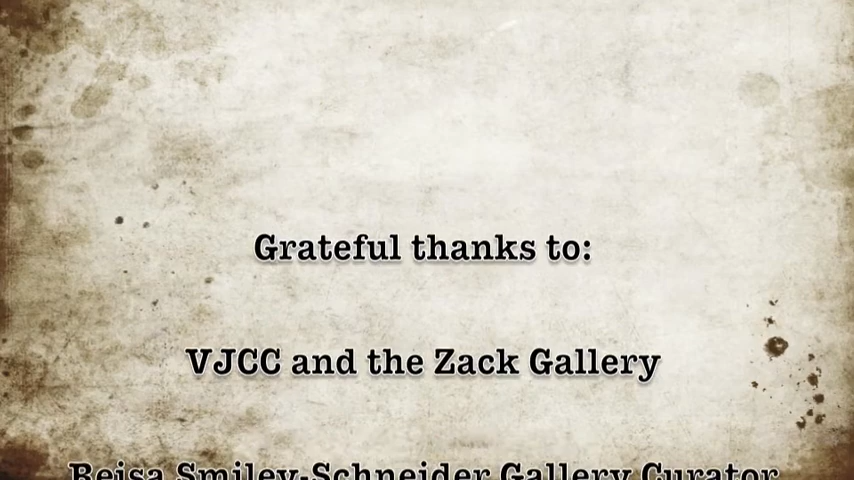 Grateful thanks to:
VJCC and the Zack Gallery
Reisa Smiley-Schneider Gallery Curator